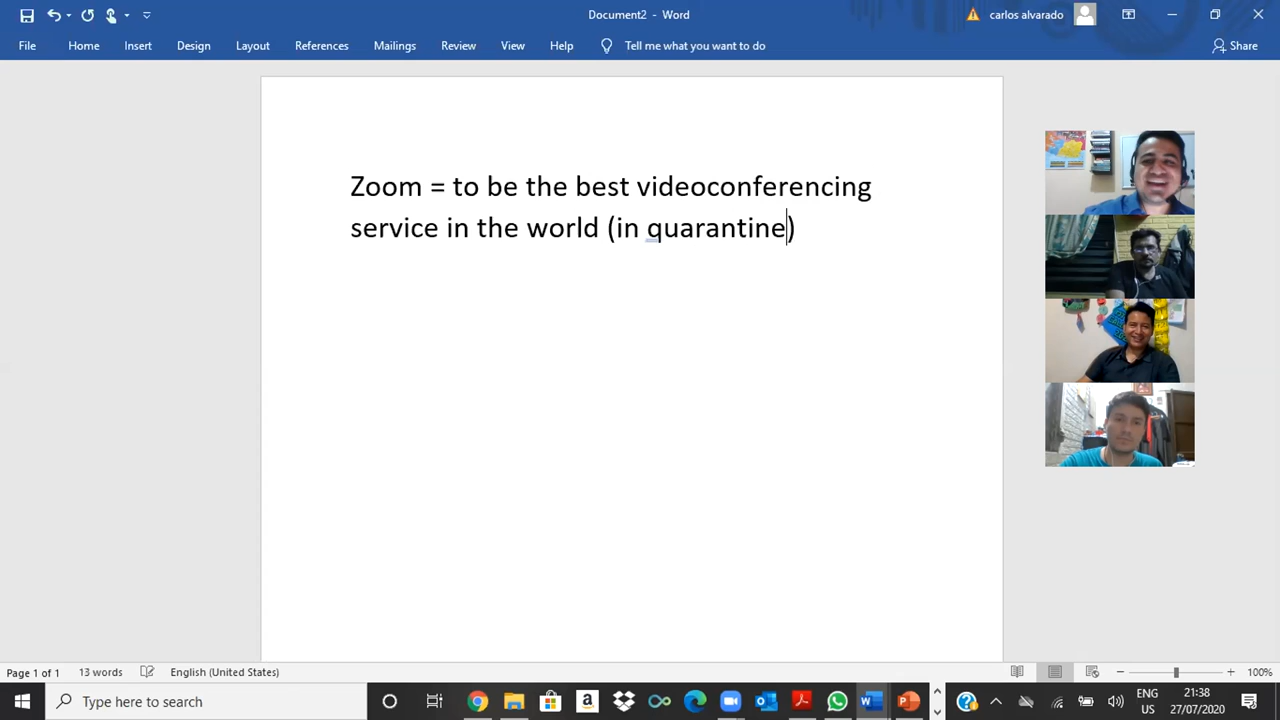 Document2 - Word
carlos alvarado
File Home Insert Design Layout References Mailings Review View Help Tell me what you want to do Share
Zoom = to be the best videoconferencing
service in the world (in quarantine)
Page 1 of 1 13 words English (United States) 100%
Type here to search
ENG
US
21:38
27/07/2020